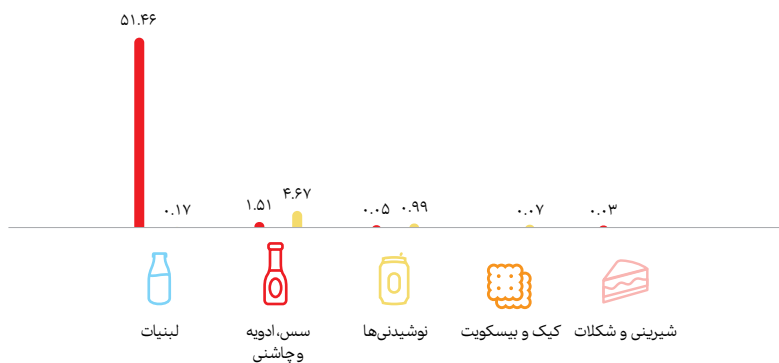 ۵۱.۴۶
۰.۱۷
۱.۵۱
۴.۶۷
۰.۰۵
۰.۹۹
۰.۰۷
۰.۰۳
لبنیات
سس، ادویه
و چاشنی
نوشیدنی‌ها
کیک و بیسکویت
شیرینی و شکلات